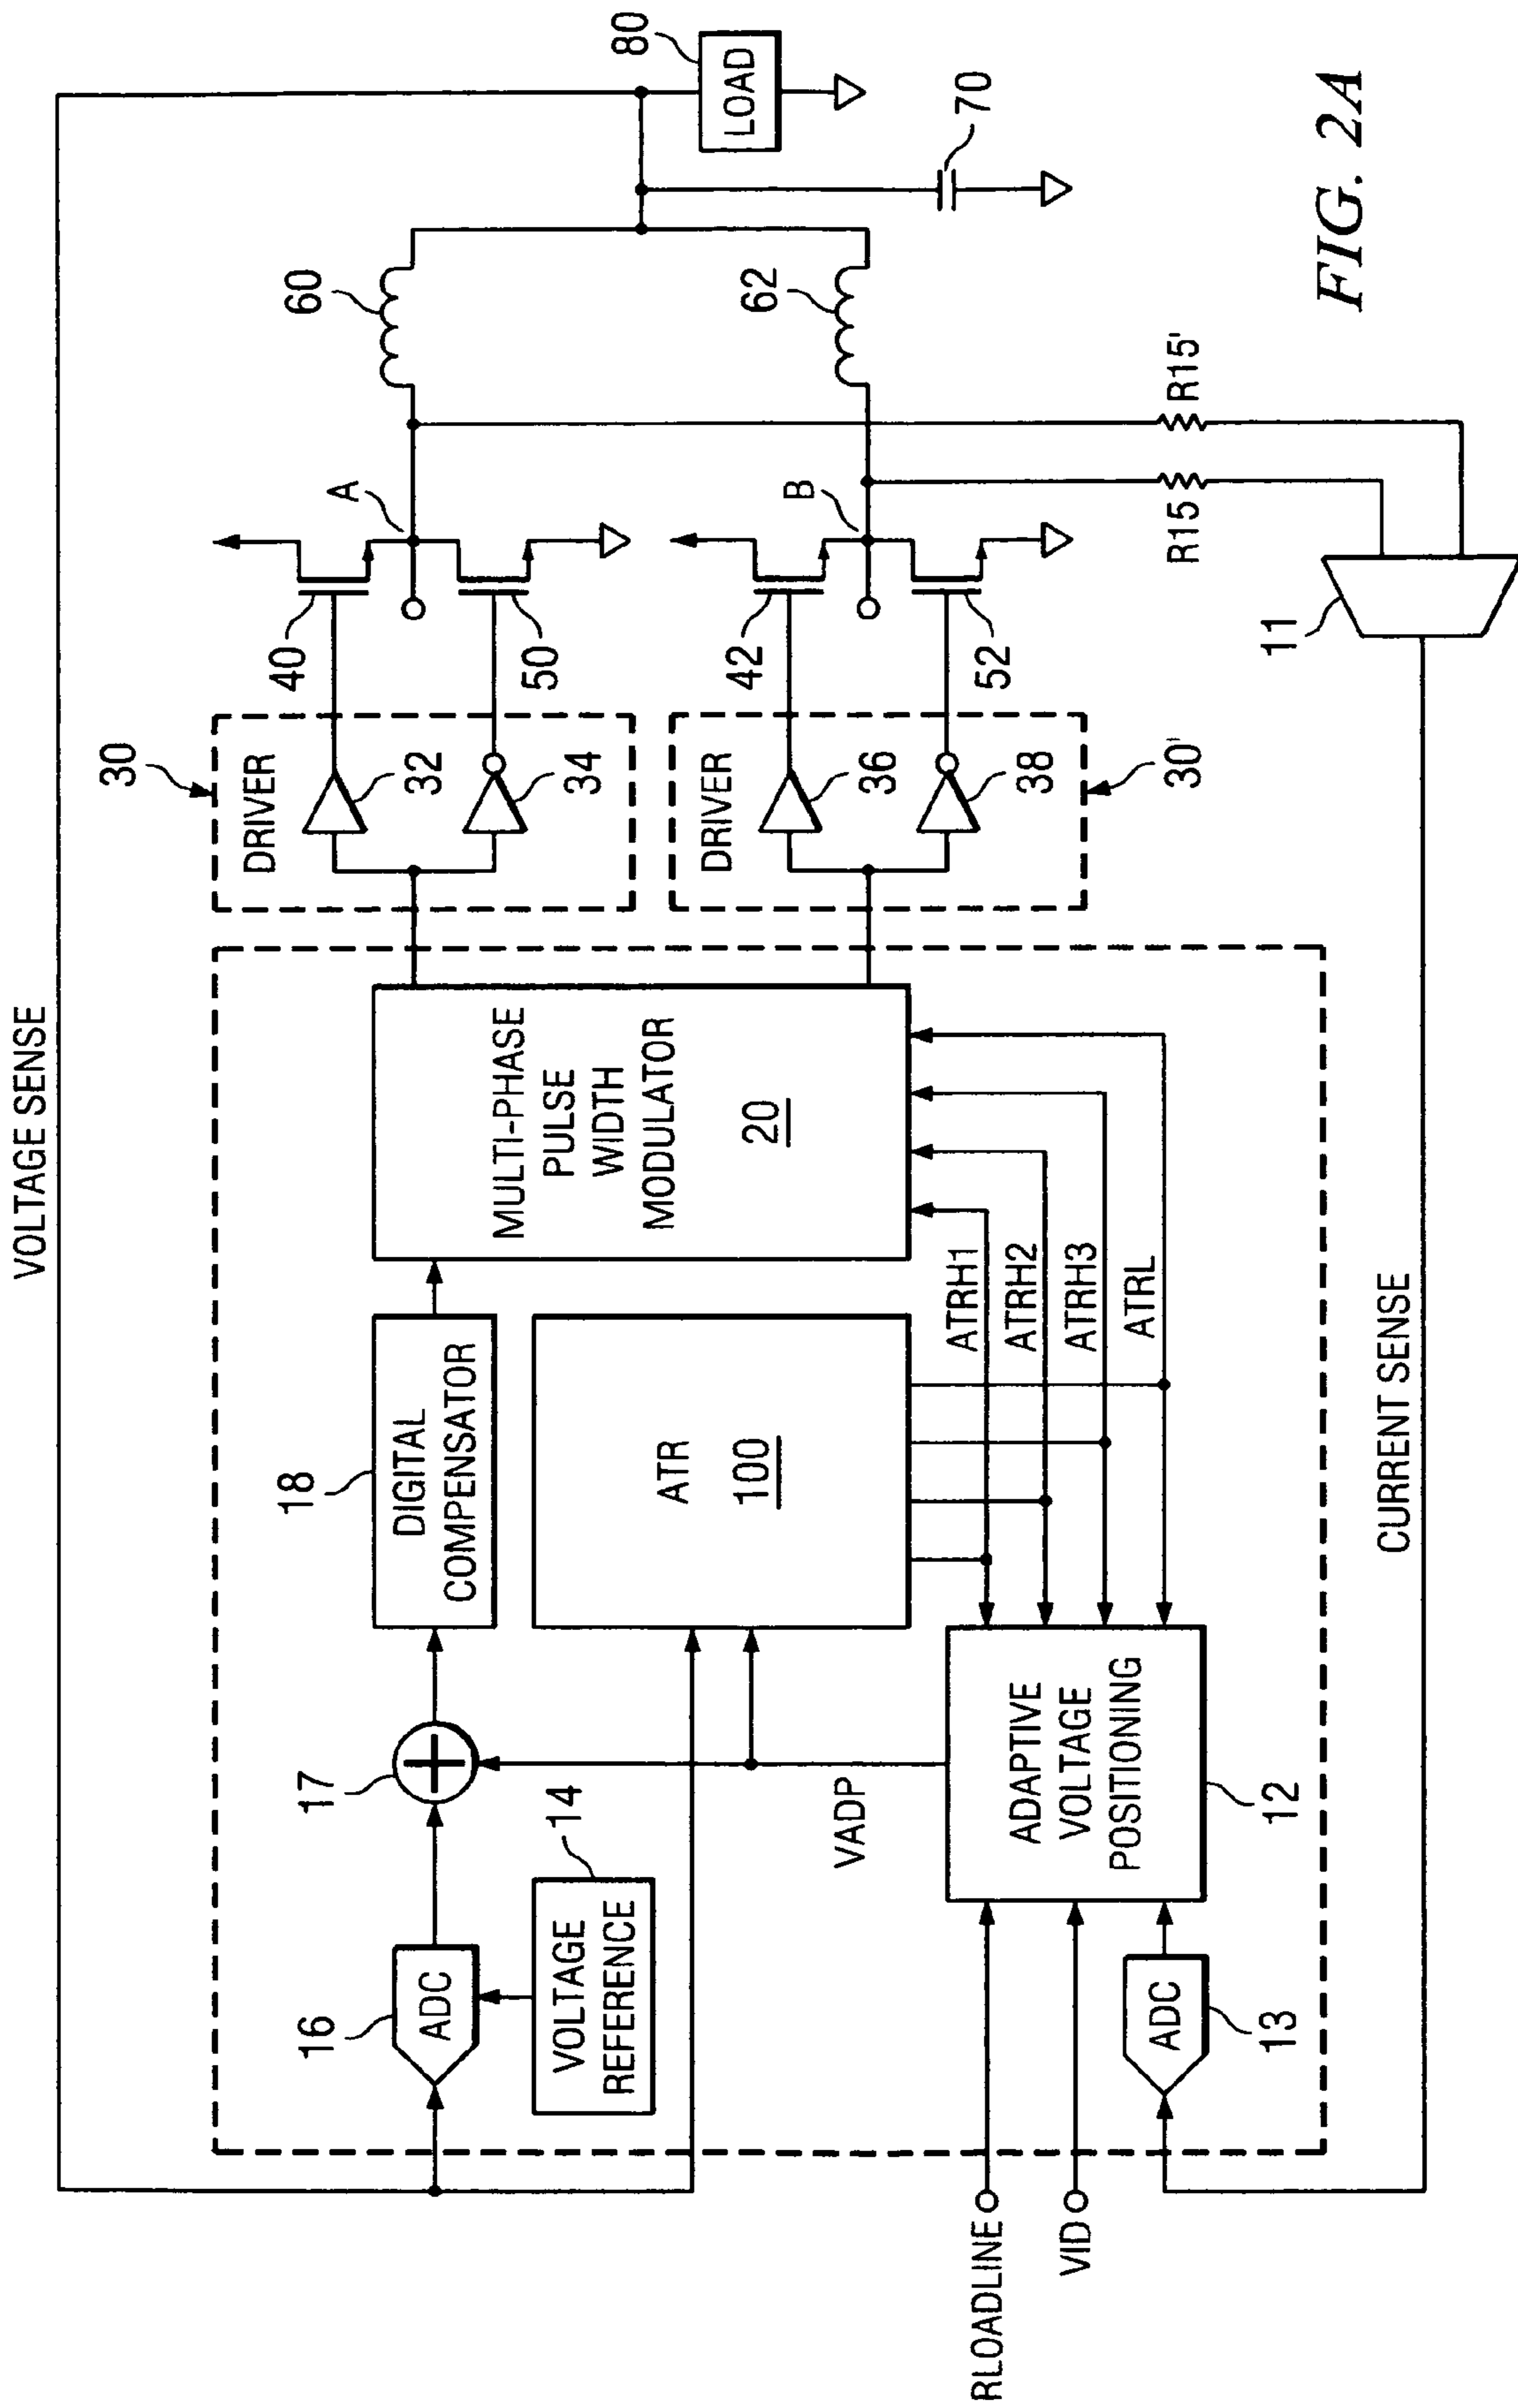 VOLTAGE SENSE
30
DRIVER
32
34
40
50
A
60
80
LOAD
70
DRIVER
36
38
30'
42
52
B
62
R15
R15'
11
CURRENT SENSE
16
ADC
14
VOLTAGE
REFERENCE
17
18
DIGITAL
COMPENSATOR
ATR
100
MULTI-PHASE
PULSE
WIDTH
MODULATOR
20
ATRH1
ATRH2
ATRH3
ATRL
VADP
ADAPTIVE
VOLTAGE
POSITIONING
12
ADC
13
RLOADLINE
VID
FIG. 2A